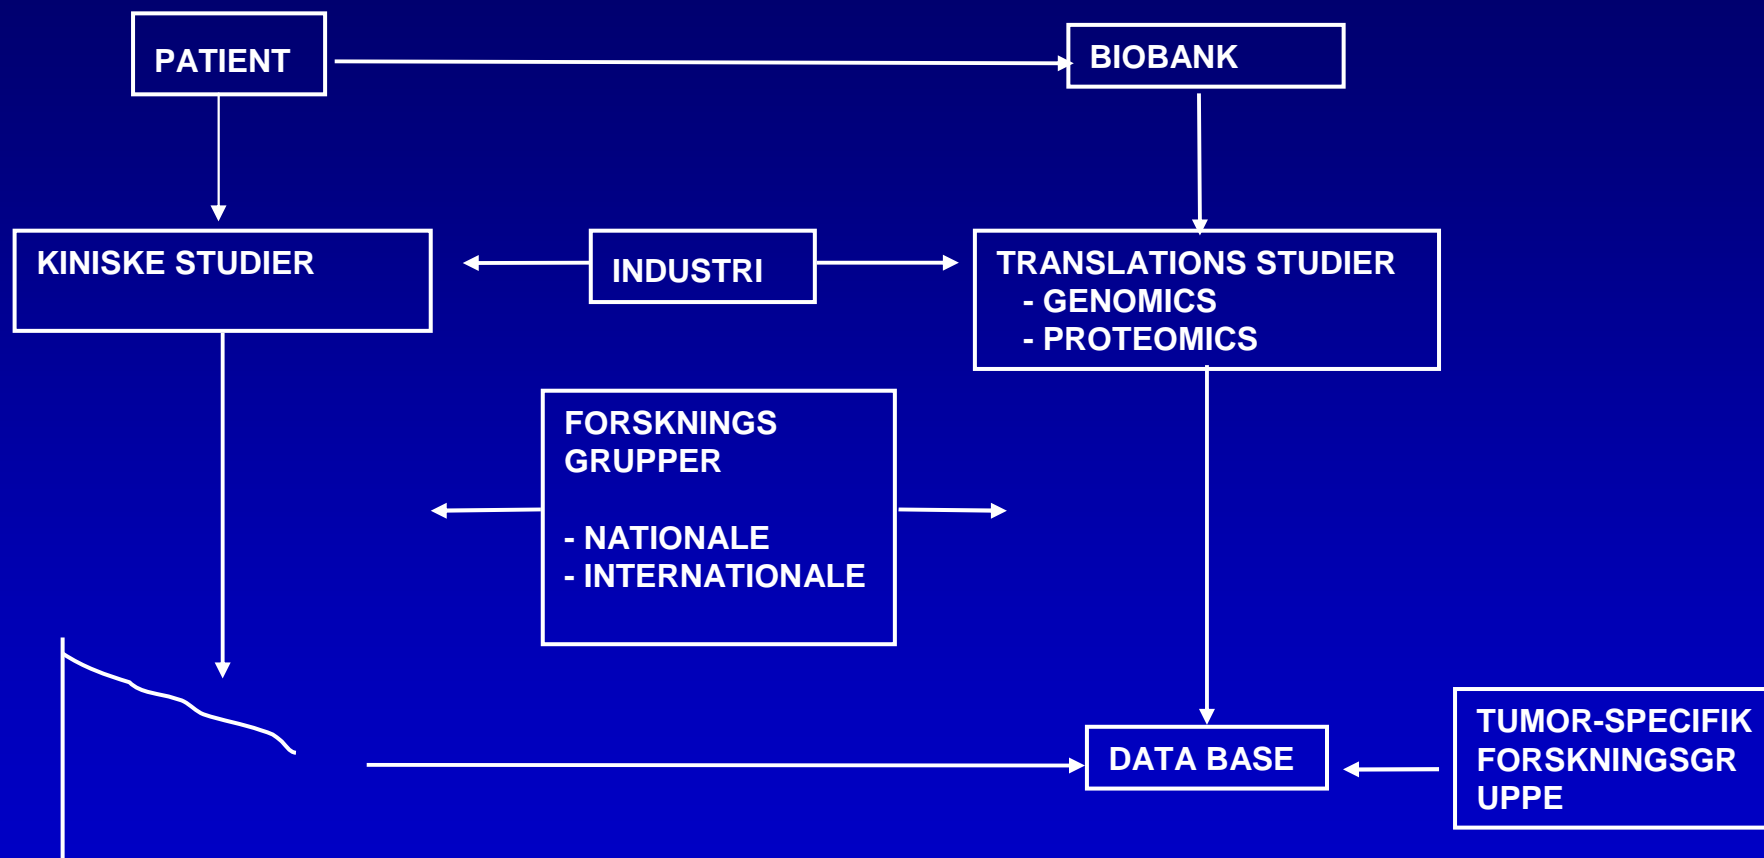 PATIENT
BIOBANK
KINISKE STUDIER
INDUSTRI
TRANSLATIONS STUDIER
- GENOMICS
- PROTEOMICS
FORSKNINGS
GRUPPER
- NATIONALE
- INTERNATIONALE
DATA BASE
TUMOR-SPECIFIK
FORSKNINGSGR
UPPE